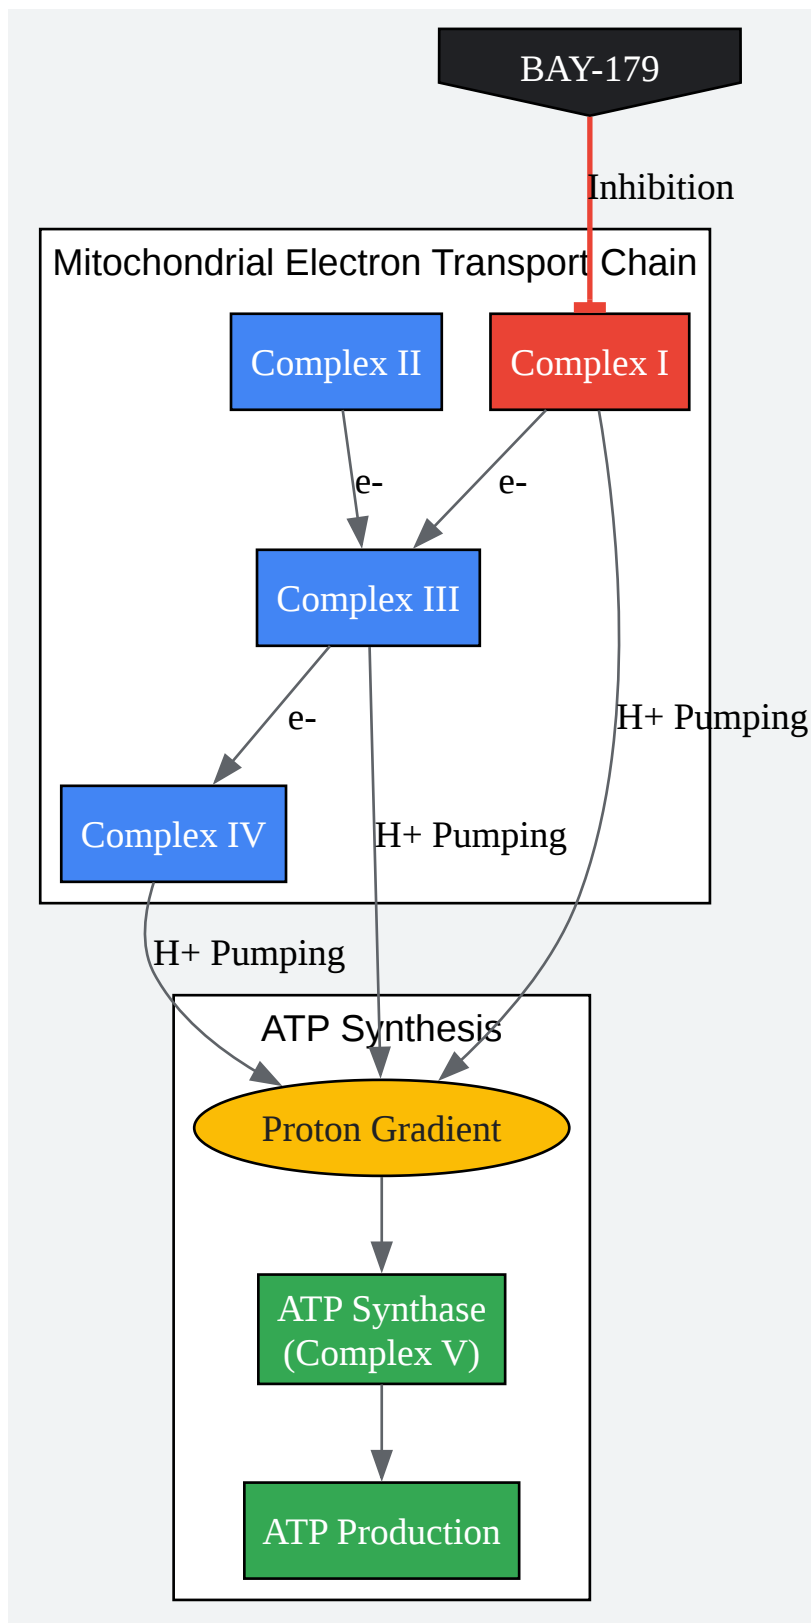 BAY-179
Inhibition
Mitochondrial Electron Transport Chain
Complex II
Complex I
e-
e-
Complex III
e-
H+ Pumping
Complex IV
H+ Pumping
H+ Pumping
ATP Synthesis
Proton Gradient
ATP Synthase
(Complex V)
ATP Production